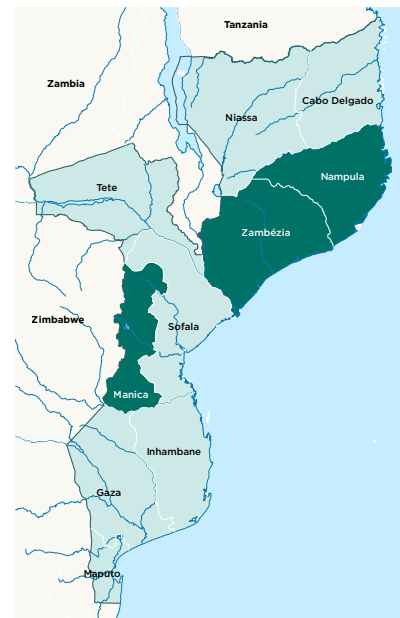 Tanzania
Zambia
Cabo Delgado
Niassa
Nampula
Tete
Zambézia
Zimbabwe
Sofala
Manica
Inhambane
Gaza
Maputo